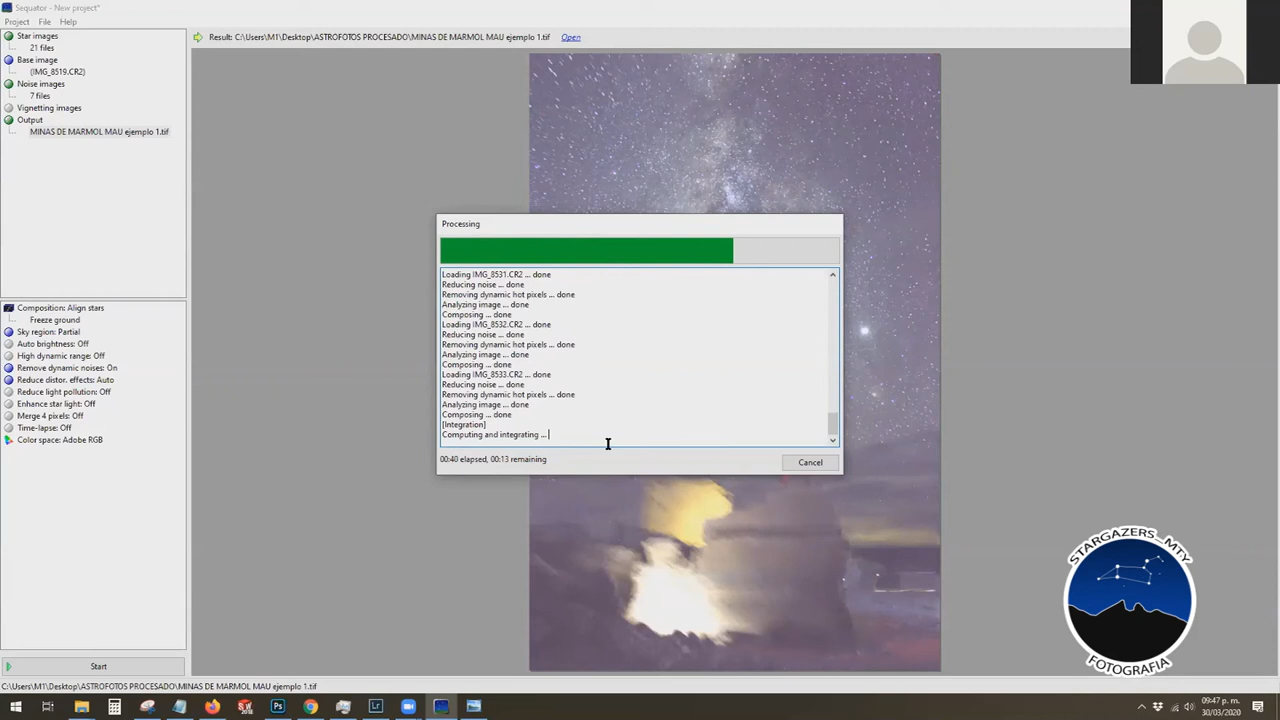 Sequator - New project*
Project File Help
Star images
21 files
Base image
(IMG_8519.CR2)
Noise images
7 files
Vignetting images
Output
MINAS DE MARMOL MAU ejemplo 1.tif
Result: C:\Users\M1\Desktop\ASTROFOTOS PROCESADO\MINAS DE MARMOL MAU ejemplo 1.tif Open
Processing
Loading IMG_8531.CR2 ... done
Reducing noise ... done
Removing dynamic hot pixels ... done
Analyzing image ... done
Composing ... done
Loading IMG_8532.CR2 ... done
Reducing noise ... done
Removing dynamic hot pixels ... done
Analyzing image ... done
Composing ... done
Loading IMG_8533.CR2 ... done
Reducing noise ... done
Removing dynamic hot pixels ... done
Analyzing image ... done
Composing ... done
[Integration]
Computing and integrating ...
00:40 elapsed, 00:13 remaining
Cancel
Composition: Align stars
Freeze ground
Sky region: Partial
Auto brightness: Off
High dynamic range: Off
Remove dynamic noises: On
Reduce distor. effects: Auto
Reduce light pollution: Off
Enhance star light: Off
Merge 4 pixels: Off
Time-lapse: Off
Color space: Adobe RGB
Start
C:\Users\M1\Desktop\ASTROFOTOS PROCESADO\MINAS DE MARMOL MAU ejemplo 1.tif
STARGAZERS_MTY
FOTOGRAFIA
09:47 p. m.
30/03/2020